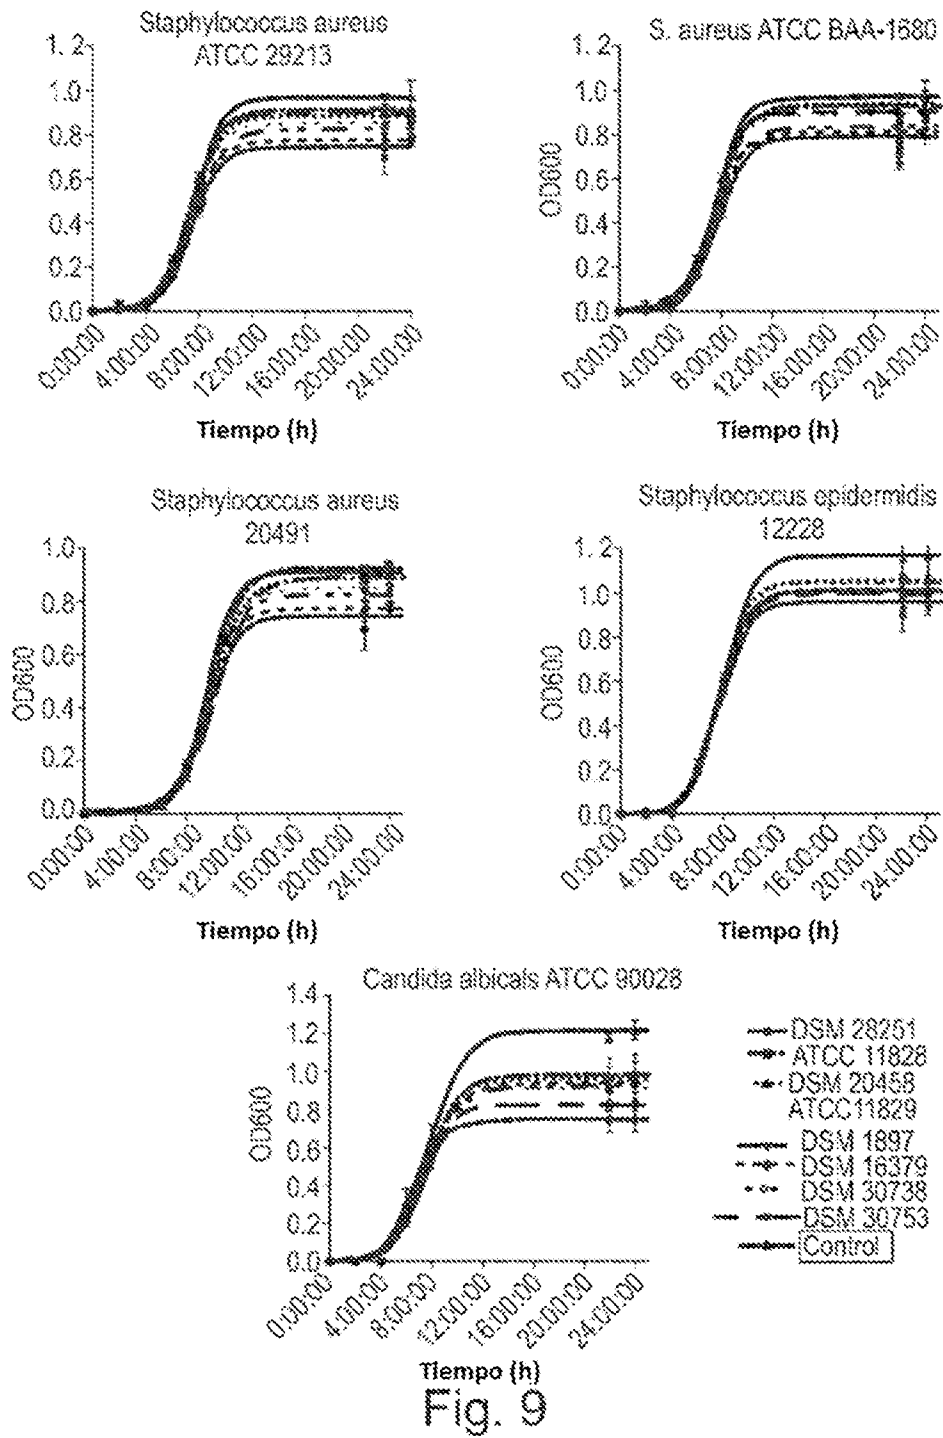 Staphylococcus aureus
ATCC 29213
1.2
1.0
0.8
0.6
0.4
0.2
0.0
0:00:00
4:00:00
8:00:00
12:00:00
16:00:00
20:00:00
24:00:00
Tiempo (h)
S. aureus ATCC BAA-1680
OD600
1.2
1.0
0.8
0.6
0.4
0.2
0.0
0:00:00
4:00:00
8:00:00
12:00:00
16:00:00
20:00:00
24:00:00
Tiempo (h)
Staphylococcus aureus
20491
OD600
1.0
0.8
0.6
0.4
0.2
0.0
0:00:00
4:00:00
8:00:00
12:00:00
16:00:00
20:00:00
24:00:00
Tiempo (h)
Staphylococcus epidermidis
12228
OD600
1.2
1.0
0.8
0.6
0.4
0.2
0.0
0:00:00
4:00:00
8:00:00
12:00:00
16:00:00
20:00:00
24:00:00
Tiempo (h)
Candida albicals ATCC 90028
OD600
1.4
1.2
1.0
0.8
0.6
0.4
0.2
0.0
0:00:00
4:00:00
8:00:00
12:00:00
16:00:00
20:00:00
24:00:00
Tiempo (h)
DSM 28251
ATCC 11828
DSM 20458
ATCC11829
DSM 1897
DSM 16379
DSM 30738
DSM 30753
Control
Fig. 9